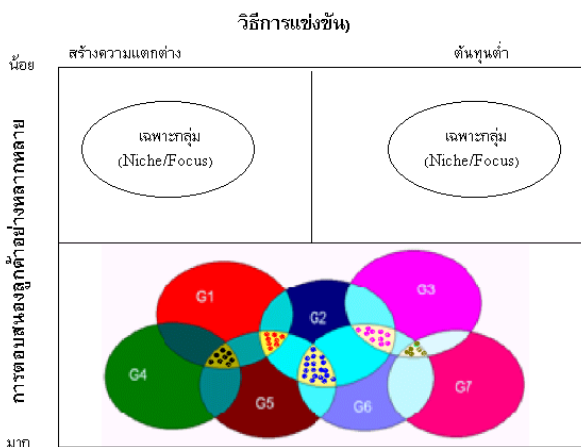 วิธีการแข่งขัน)
สร้างความแตกต่าง
ต้นทุนต่ำ
น้อย
เฉพาะกลุ่ม
(Niche/Focus)
เฉพาะกลุ่ม
(Niche/Focus)
การตอบสนองลูกค้าอย่างหลากหลาย
G1
G2
G3
G4
G5
G6
G7
มาก